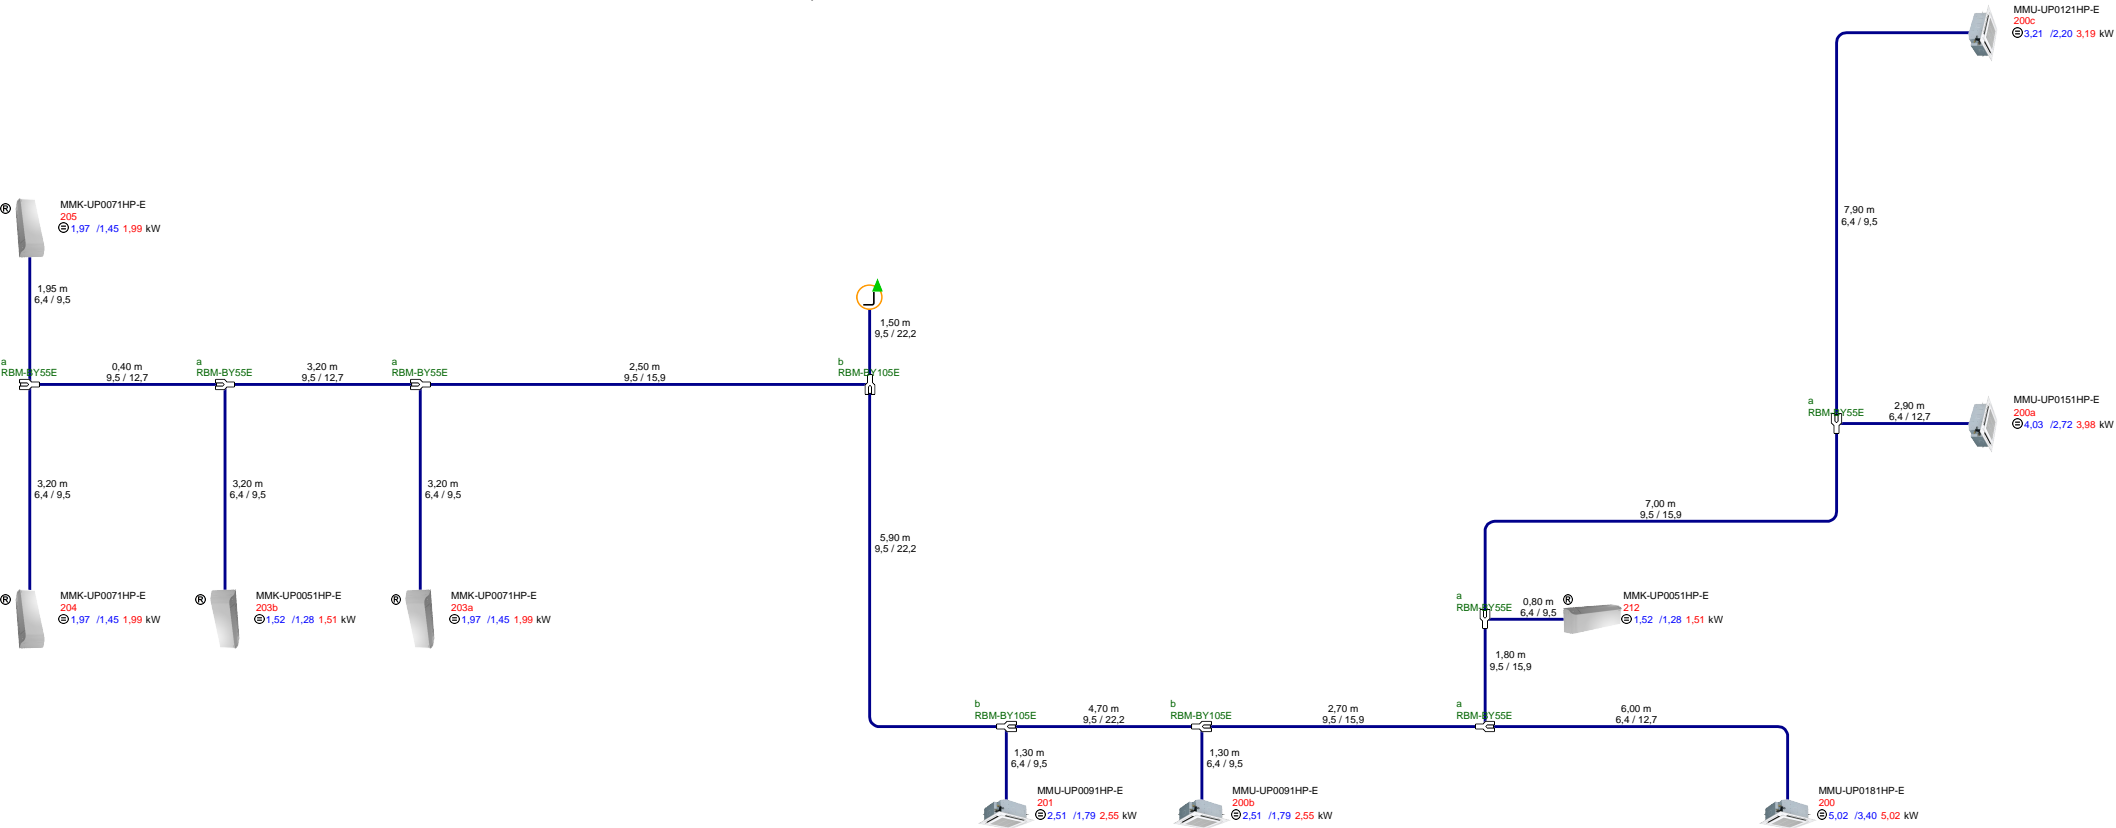 MMU-UP0121HP-E
200c
3,21 /2,20 3,19 kW
7,90 m
6,4 / 9,5
MMK-UP0071HP-E
205
1,97 /1,45 1,99 kW
R
1,95 m
6,4 / 9,5
1,50 m
9,5 / 22,2
a
RBM-BY55E
0,40 m
9,5 / 12,7
a
RBM-BY55E
3,20 m
9,5 / 12,7
a
RBM-BY55E
2,50 m
9,5 / 15,9
b
RBM-BY105E
a
RBM-BY55E
2,90 m
6,4 / 12,7
MMU-UP0151HP-E
200a
4,03 /2,72 3,98 kW
3,20 m
6,4 / 9,5
3,20 m
6,4 / 9,5
3,20 m
6,4 / 9,5
7,00 m
9,5 / 15,9
5,90 m
9,5 / 22,2
R
MMK-UP0071HP-E
204
1,97 /1,45 1,99 kW
R
MMK-UP0051HP-E
203b
1,52 /1,28 1,51 kW
R
MMK-UP0071HP-E
203a
1,97 /1,45 1,99 kW
a
RBM-BY55E
0,80 m
6,4 / 9,5
R
MMK-UP0051HP-E
212
1,52 /1,28 1,51 kW
1,80 m
9,5 / 15,9
b
RBM-BY105E
4,70 m
9,5 / 22,2
b
RBM-BY105E
2,70 m
9,5 / 15,9
a
RBM-BY55E
6,00 m
6,4 / 12,7
1,30 m
6,4 / 9,5
1,30 m
6,4 / 9,5
MMU-UP0091HP-E
201
2,51 /1,79 2,55 kW
MMU-UP0091HP-E
200b
2,51 /1,79 2,55 kW
MMU-UP0181HP-E
200
5,02 /3,40 5,02 kW